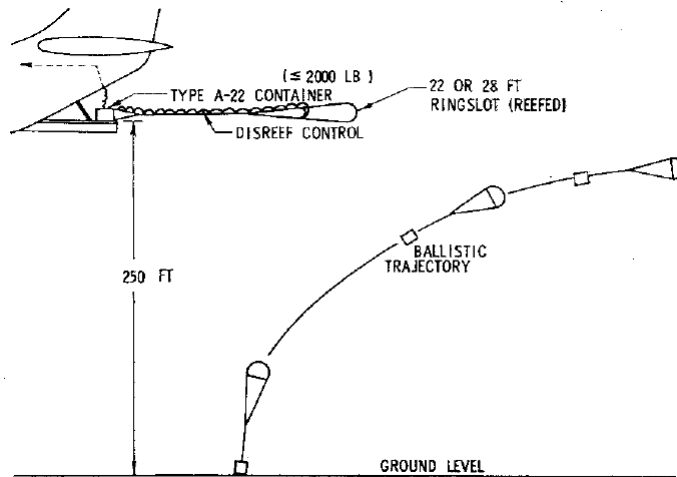 (≤ 2000 LB )
TYPE A-22 CONTAINER
22 OR 28 FT
RINGSLOT (REEFED)
DISREEF CONTROL
BALLISTIC
TRAJECTORY
250 FT
GROUND LEVEL